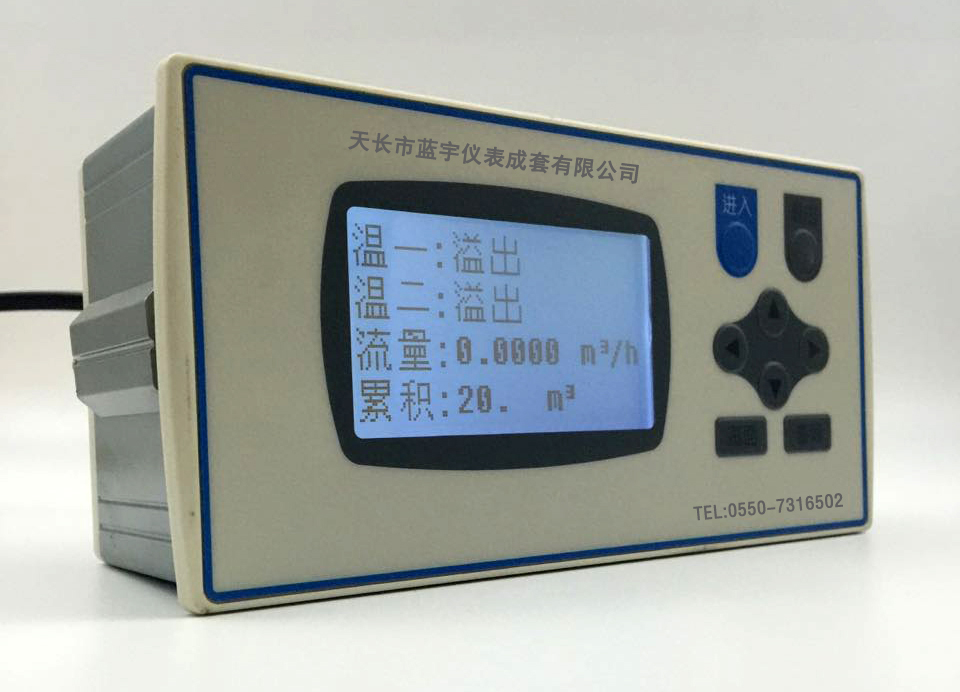 天长市蓝宇仪表成套有限公司
进入
温一:溢出
温二:溢出
流量:0.0000 m³/h
累积:20. m³
TEL:0550-7316502